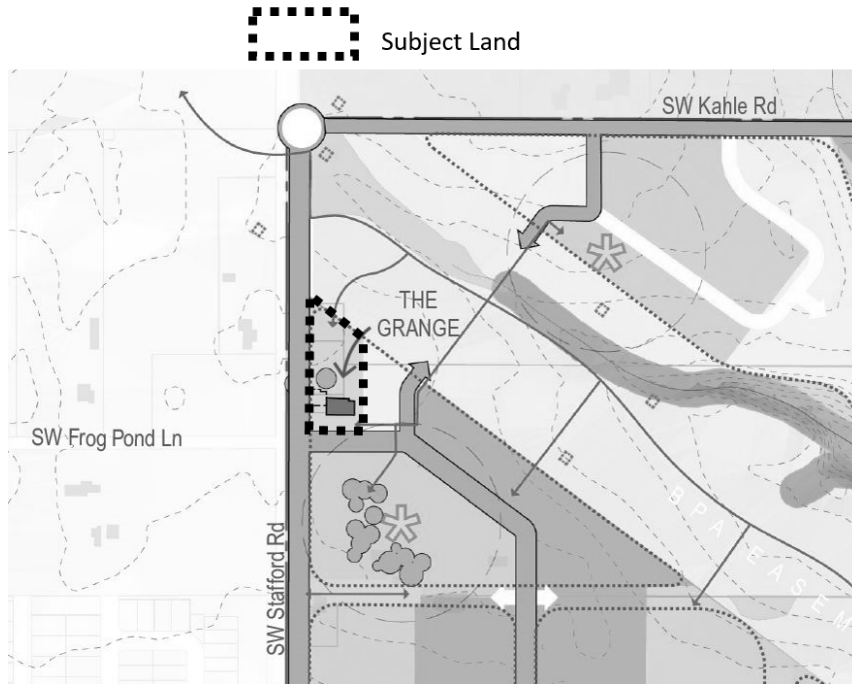 Subject Land
SW Kahle Rd
THE
GRANGE
SW Frog Pond Ln
SW Stafford Rd
BPA EASEM